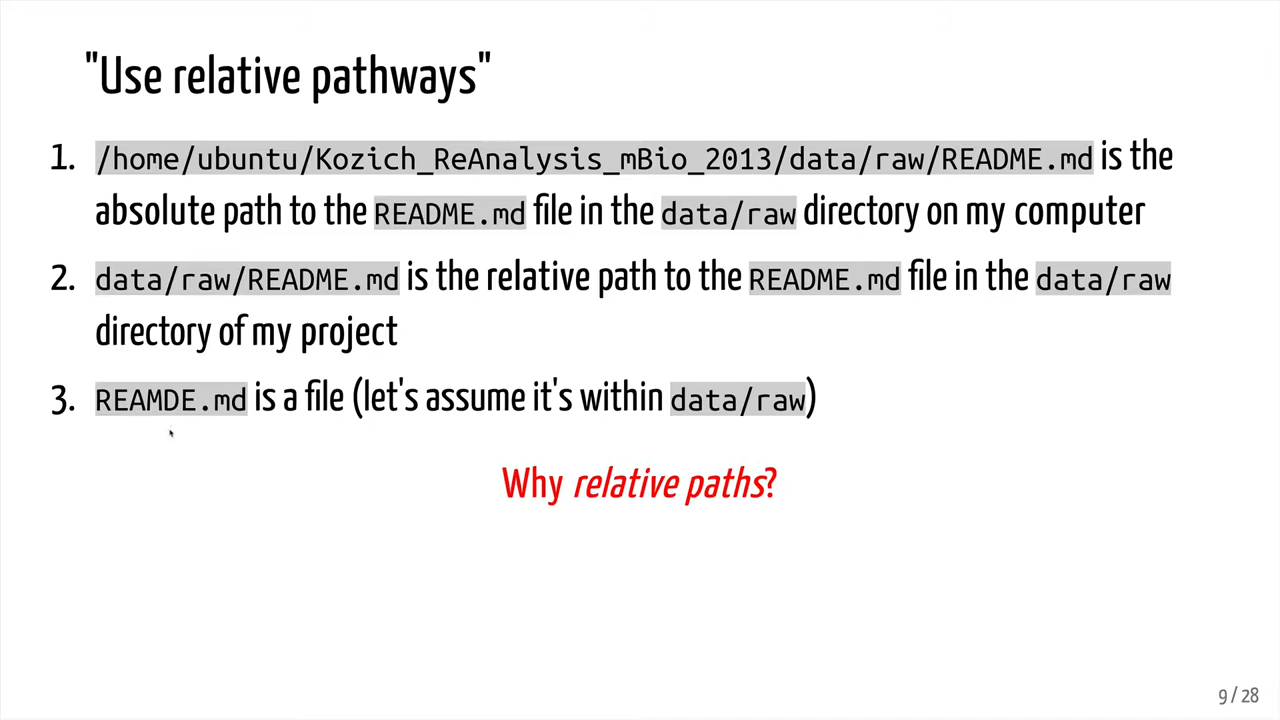 "Use relative pathways"
1. /home/ubuntu/Kozich_ReAnalysis_mBio_2013/data/raw/README.md is the
absolute path to the README.md file in the data/raw directory on my computer
2. data/raw/README.md is the relative path to the README.md file in the data/raw
directory of my project
3. REAMDE.md is a file (let's assume it's within data/raw)
Why relative paths?
9 / 28